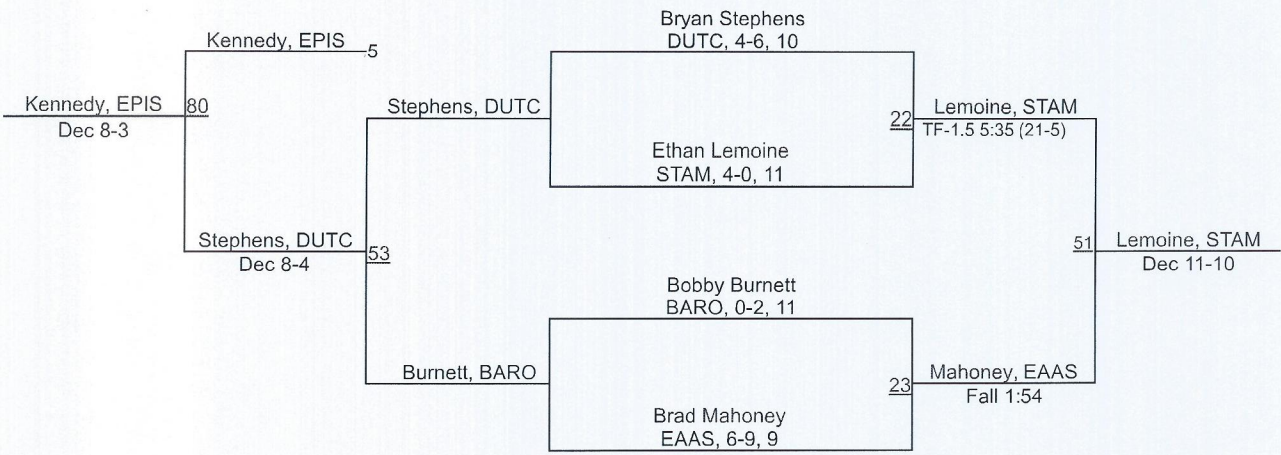 Bryan Stephens
DUTC, 4-6, 10
Kennedy, EPIS
5
Kennedy, EPIS
80
Dec 8-3
Stephens, DUTC
22
Lemoine, STAM
TF-1.5 5:35 (21-5)
Ethan Lemoine
STAM, 4-0, 11
Stephens, DUTC
53
Dec 8-4
51
Lemoine, STAM
Dec 11-10
Bobby Burnett
BARO, 0-2, 11
Burnett, BARO
23
Mahoney, EAAS
Fall 1:54
Brad Mahoney
EAAS, 6-9, 9